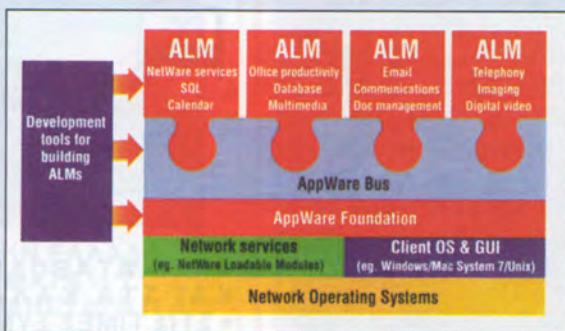 Development
tools for
building
ALMs
ALM
NetWare services
SQL
Calendar
ALM
Office productivity
Database
Multimedia
ALM
Email
Communications
Doc management
ALM
Telephony
Imaging
Digital video
AppWare Bus
AppWare Foundation
Network services
(eg. NetWare Loadable Modules)
Client OS & GUI
(eg. Windows/Mac System 7/Unix)
Network Operating Systems